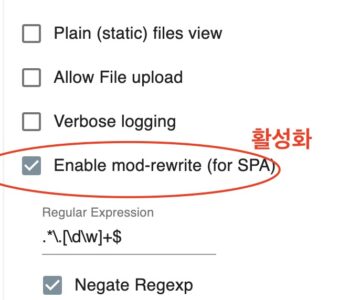 Plain (static) files view
Allow File upload
Verbose logging
활성화
Enable mod-rewrite (for SPA)
Regular Expression
.*\.[\d\w]+$
Negate Regexp